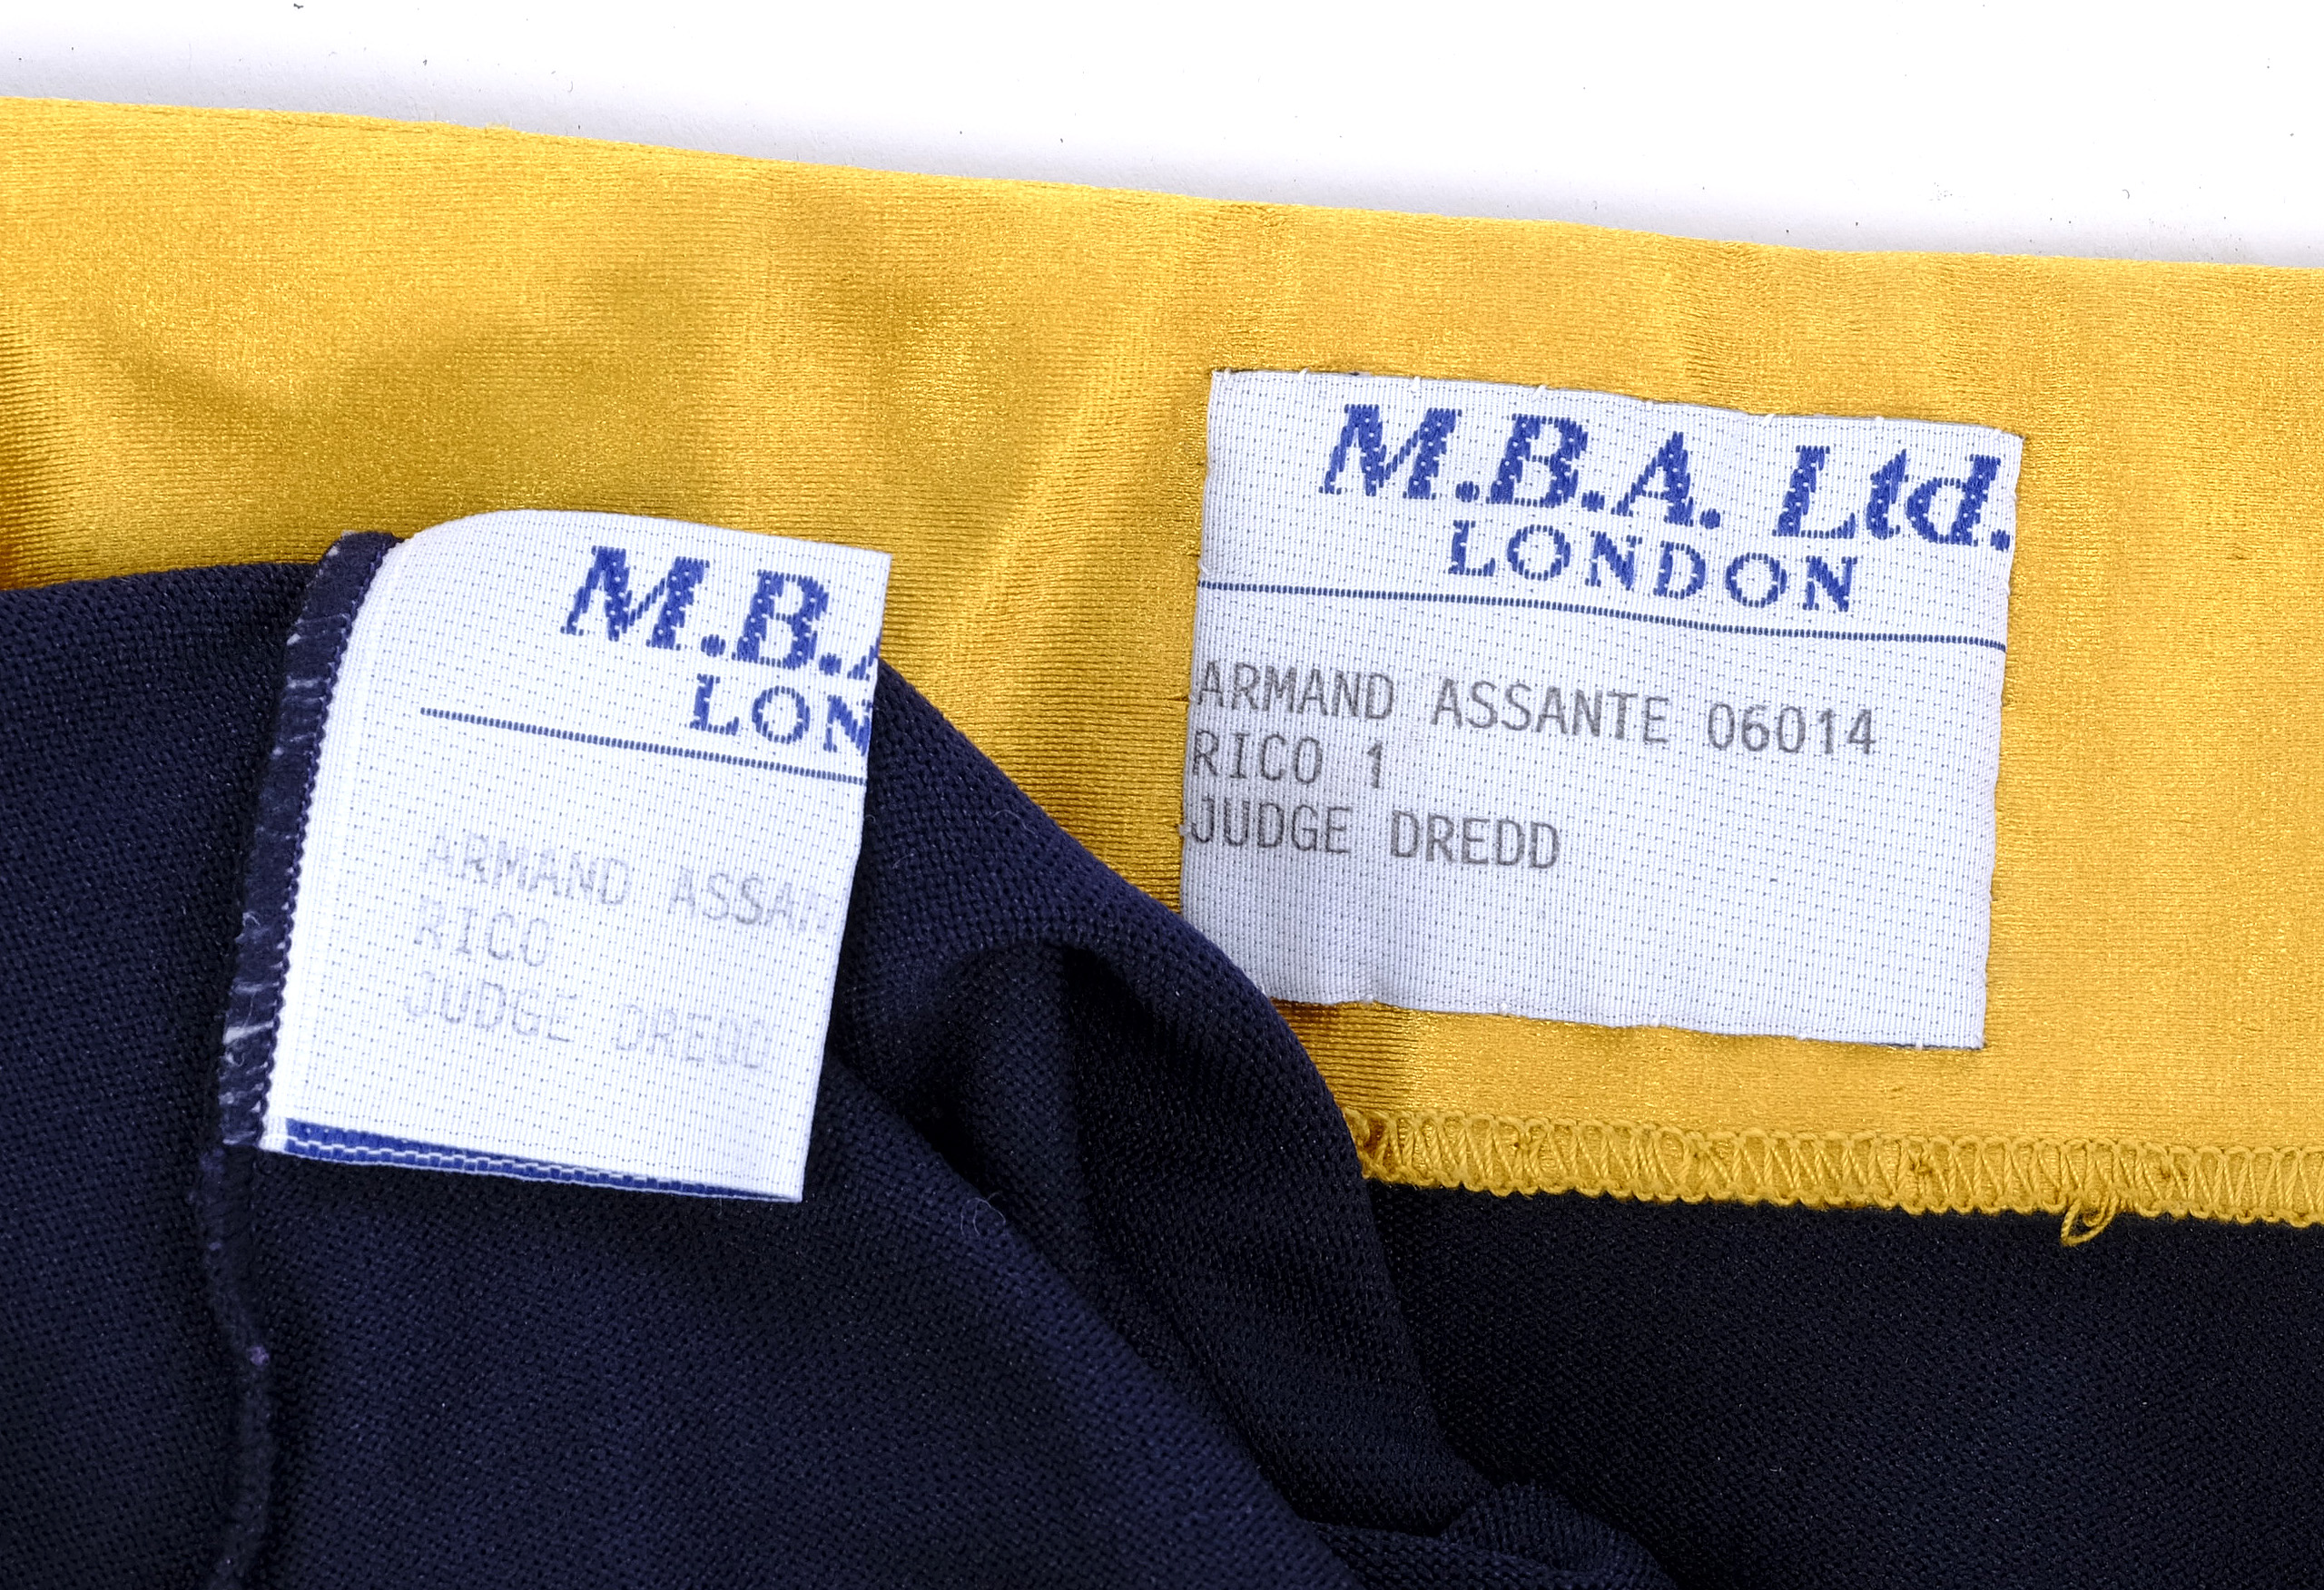 M.B.A
LON
ARMAND ASSAN
RICO
JUDGE DREDD
M.B.A. Ltd.
LONDON
ARMAND ASSANTE 06014
RICO 1
JUDGE DREDD